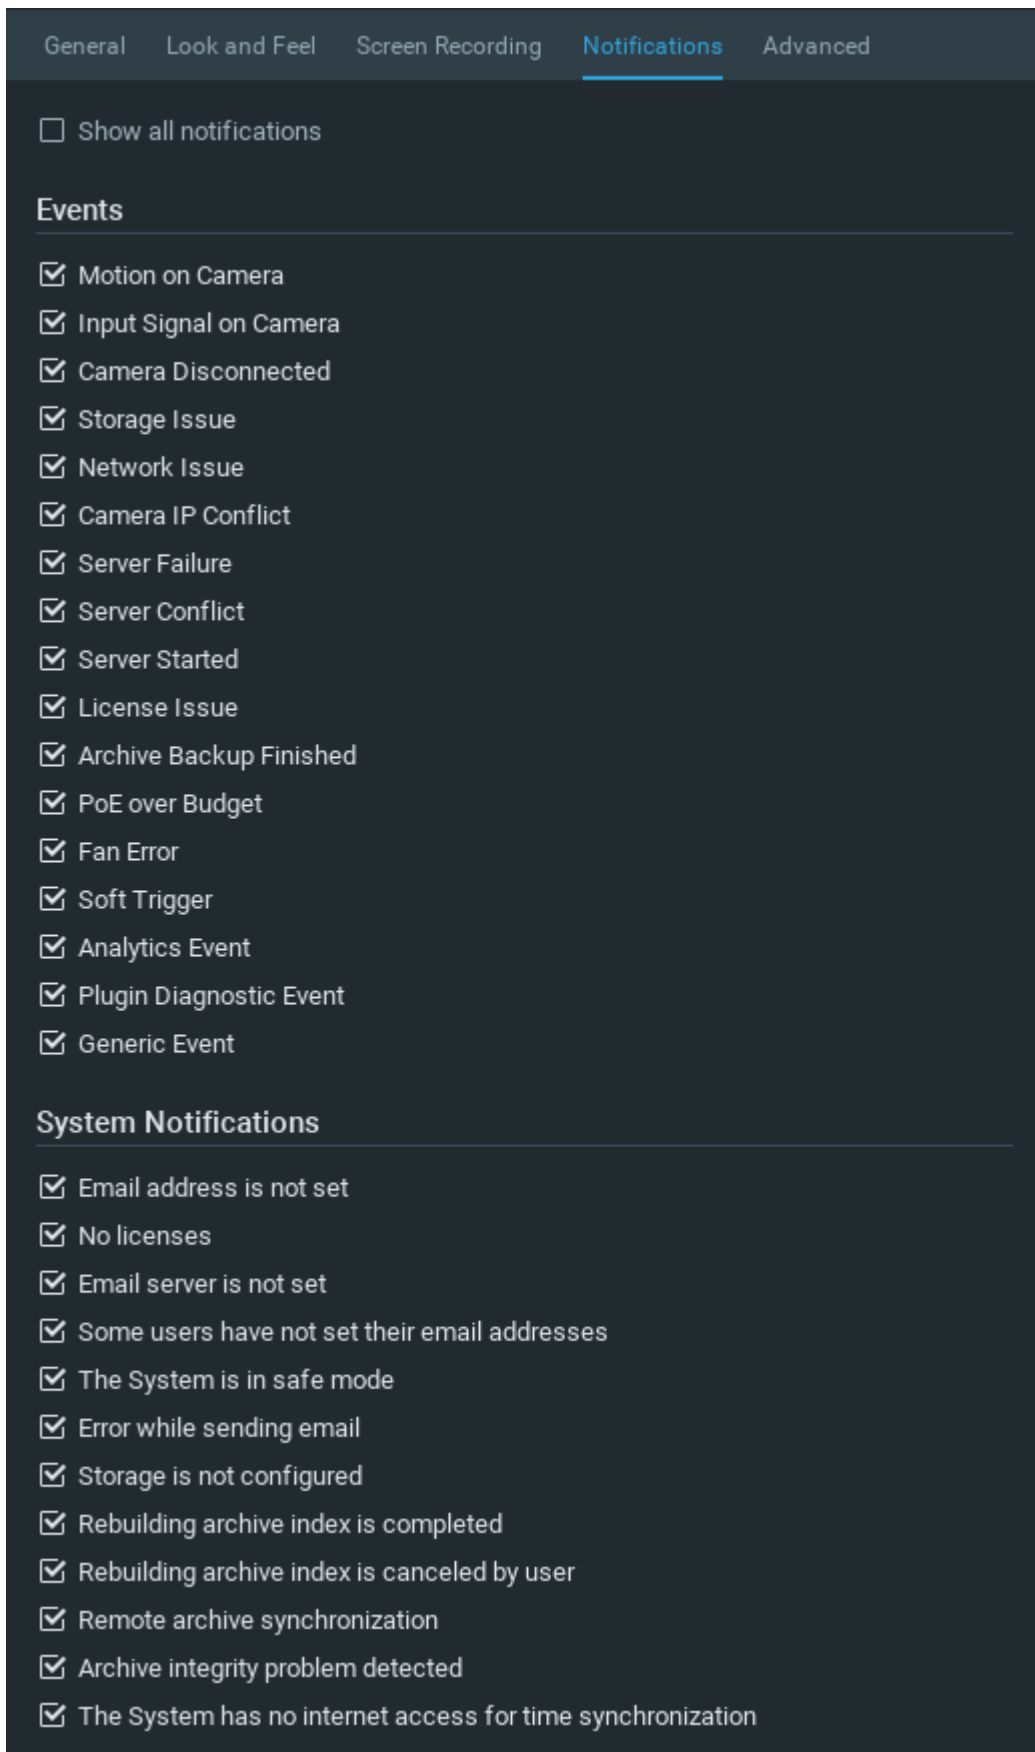 General Look and Feel Screen Recording Notifications Advanced
Show all notifications
Events
Motion on Camera
Input Signal on Camera
Camera Disconnected
Storage Issue
Network Issue
Camera IP Conflict
Server Failure
Server Conflict
Server Started
License Issue
Archive Backup Finished
PoE over Budget
Fan Error
Soft Trigger
Analytics Event
Plugin Diagnostic Event
Generic Event
System Notifications
Email address is not set
No licenses
Email server is not set
Some users have not set their email addresses
The System is in safe mode
Error while sending email
Storage is not configured
Rebuilding archive index is completed
Rebuilding archive index is canceled by user
Remote archive synchronization
Archive integrity problem detected
The System has no internet access for time synchronization